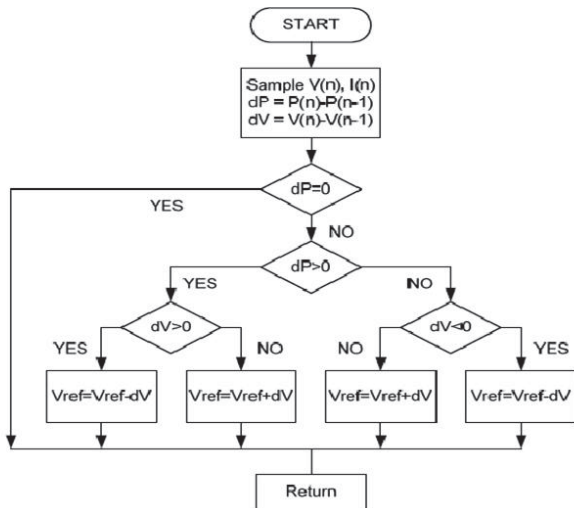 START
Sample V(n), I(n)
dP = P(n)-P(n-1)
dV = V(n)-V(n-1)
dP=0
YES
NO
dP>0
YES
NO
dV>0
dV<0
YES
NO
NO
YES
Vref=Vref-dV
Vref=Vref+dV
Vref=Vref+dV
Vref=Vref-dV
Return